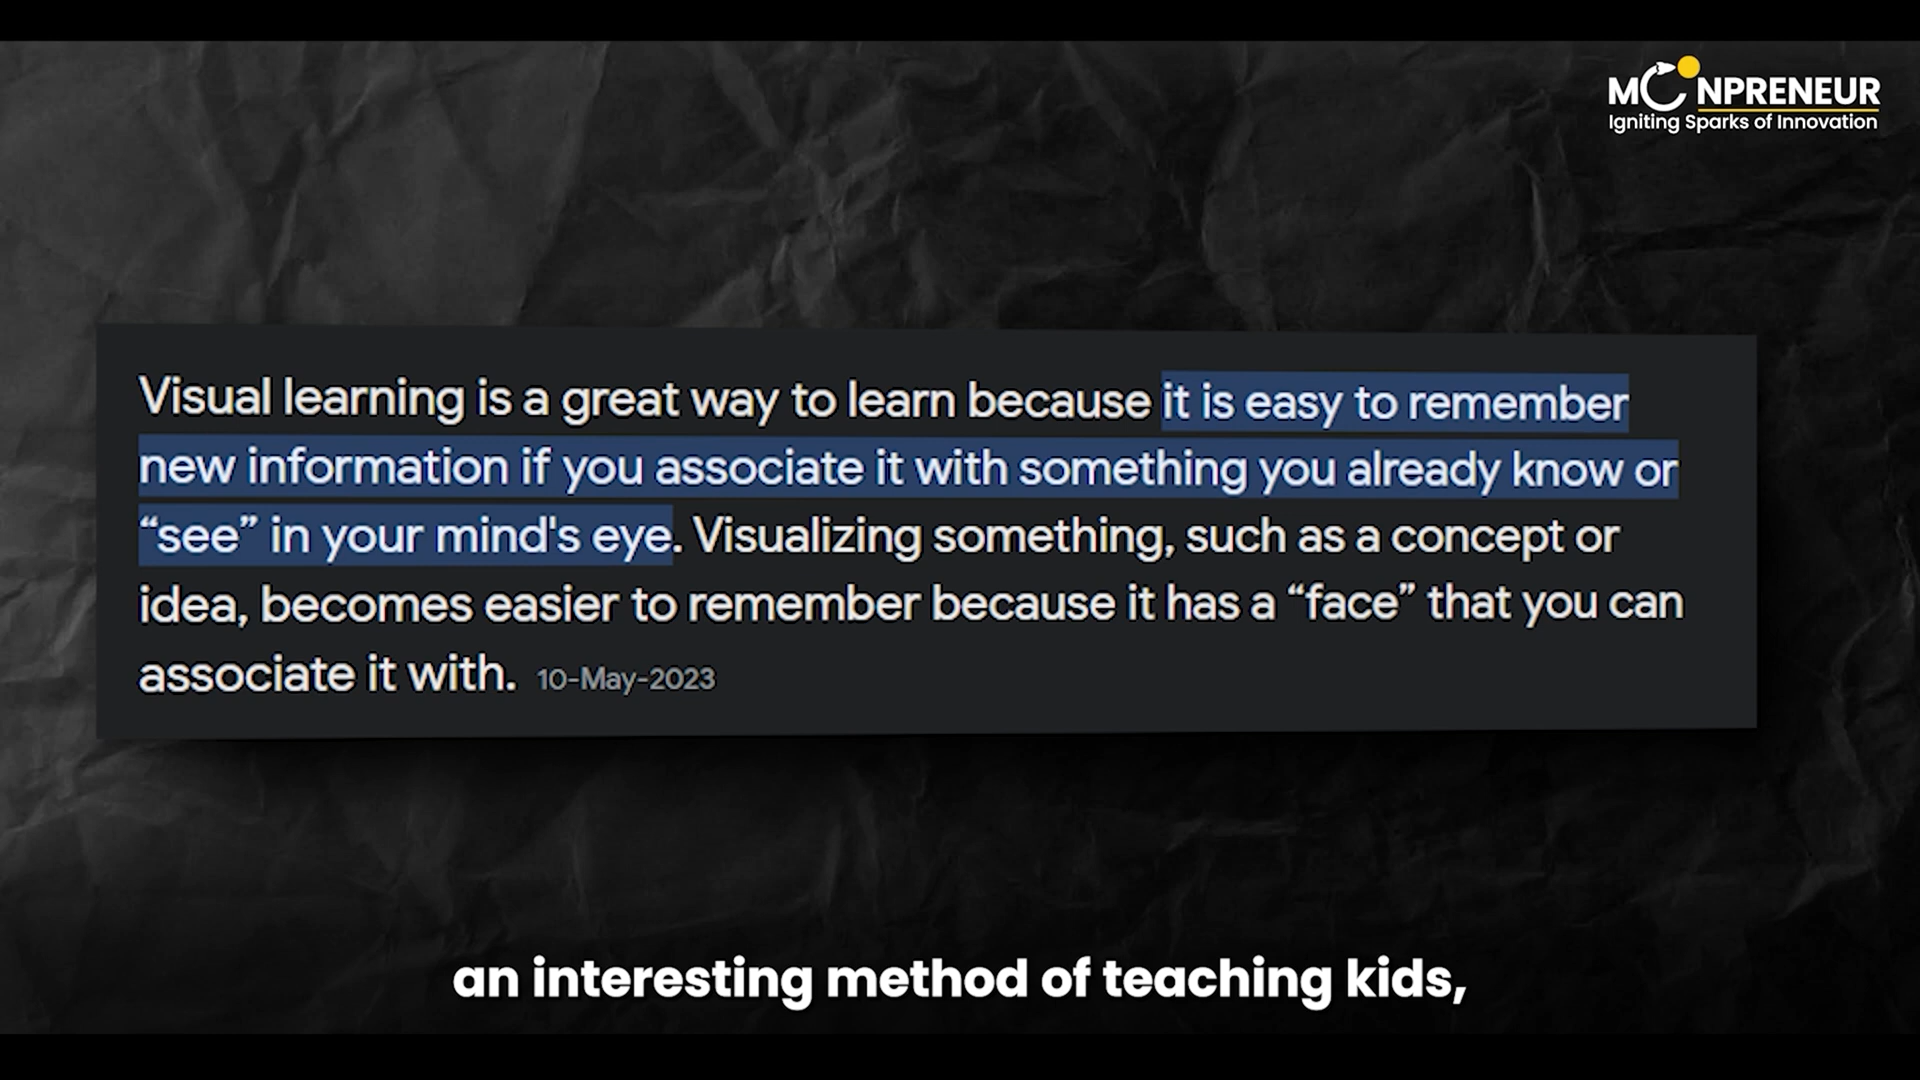 MOONPRENEUR
Igniting Sparks of Innovation
Visual learning is a great way to learn because it is easy to remember
new information if you associate it with something you already know or
“see” in your mind's eye. Visualizing something, such as a concept or
idea, becomes easier to remember because it has a “face” that you can
associate it with. 10-May-2023
an interesting method of teaching kids,